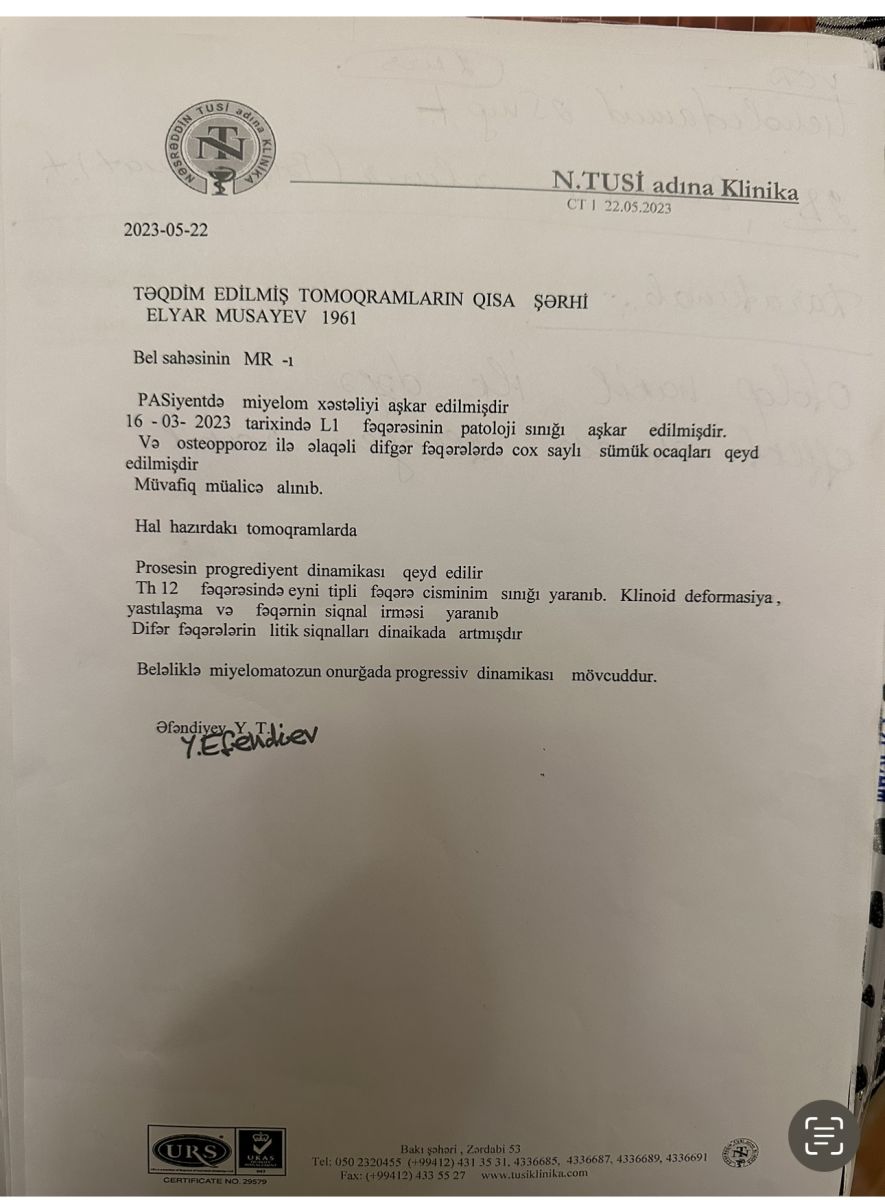 NƏSRƏDDİN TUSİ adına KLİNİKA
N.TUSİ adına Klinika
CT 1 22.05.2023
2023-05-22
TƏQDİM EDİLMİŞ TOMOQRAMLARIN QISA ŞƏRHİ
ELYAR MUSAYEV 1961
Bel sahəsinin MR -ı
PASiyentdə miyelom xəstəliyi aşkar edilmişdir
16 -03- 2023 tarixində L1 fəqərəsinin patoloji sınığı aşkar edilmişdir.
Və osteopporoz ilə əlaqəli difgər fəqərələrdə cox saylı sümük ocaqları qeyd
edilmişdir
Müvafiq müalicə alınıb.
Hal hazırdakı tomoqramlarda
Prosesin progrediyent dinamikası qeyd edilir
Th 12 fəqərəsində eyni tipli fəqərə cisminim sınığı yaranıb. Klinoid deformasiya,
yastılaşma və fəqərnin siqnal irməsi yaranıb
Difər fəqərələrin litik siqnalları dinaikada artmışdır
Beləliklə miyelomatozun onurğada progressiv dinamikası mövcuddur.
Əfəndiyev Y. T.
Y.Efendiev
URS
UKAS
CERTIFICATE NO. 29579
Bakı şəhəri , Zərdabi 53
Tel: 050 2320455 (+99412) 431 35 31, 4336685, 4336687, 4336689, 4336691
Fax: (+99412) 433 55 27 www.tusiklinika.com